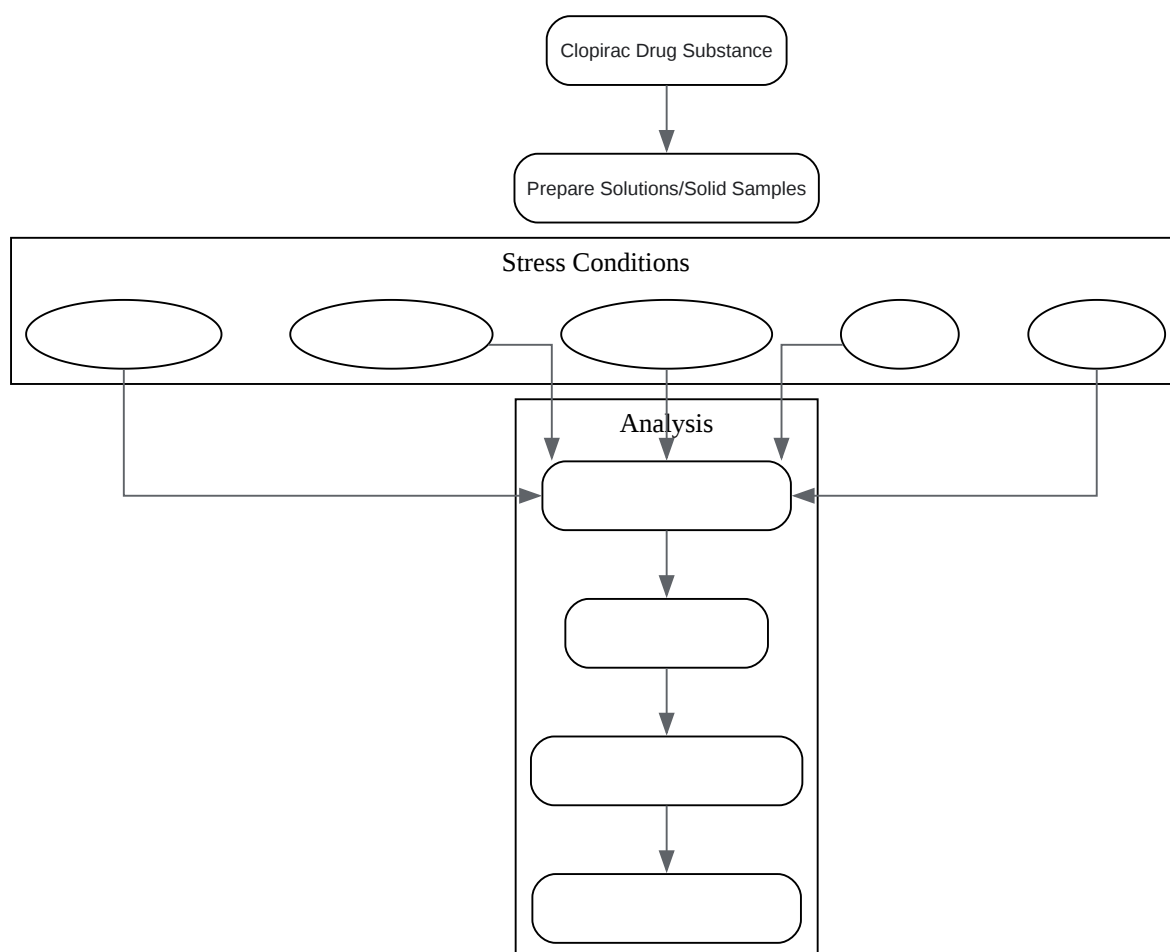 Clopirac Drug Substance
Prepare Solutions/Solid Samples
Stress Conditions
Analysis